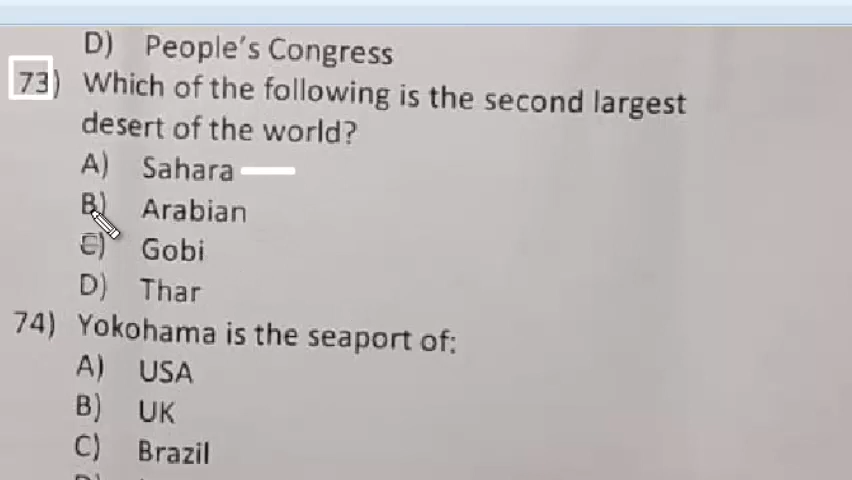 D) People's Congress
73) Which of the following is the second largest
desert of the world?
A) Sahara
B) Arabian
C) Gobi
D) Thar
74) Yokohama is the seaport of:
A) USA
B) UK
C) Brazil